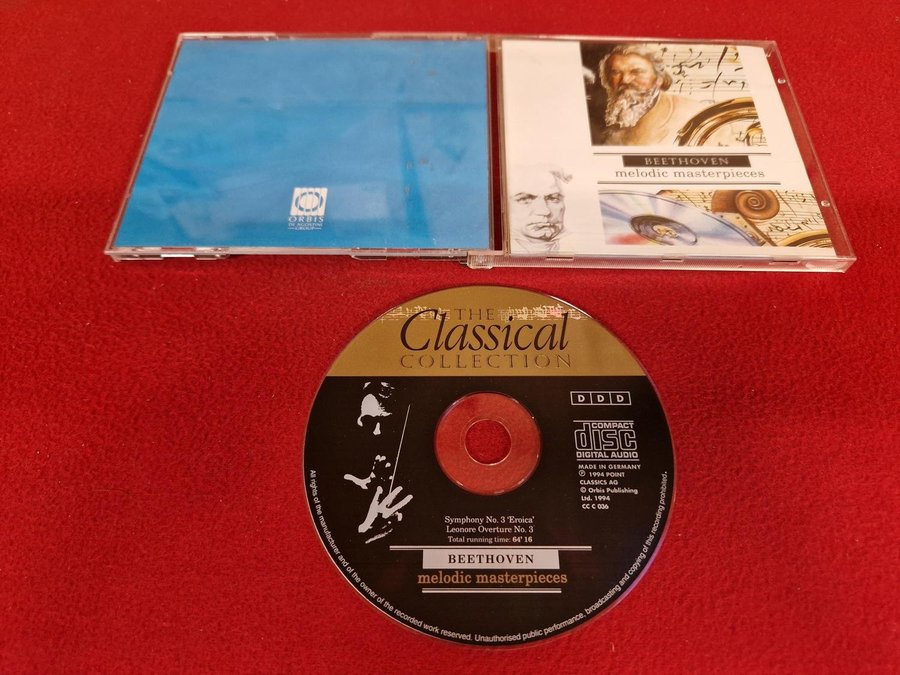 ORBIS
DE AGOSTINI
GROUP
BEETHOVEN
melodic masterpieces
THE
Classical
COLLECTION
D D D
COMPACT
disc
DIGITAL AUDIO
MADE IN GERMANY
℗ 1994 POINT
CLASSICS AG
© Orbis Publishing
Ltd. 1994
CC C 036
Symphony No. 3 'Eroica'
Leonore Overture No. 3
Total running time: 64' 16
BEETHOVEN
melodic masterpieces
All rights of the manufacturer and of the owner of the recorded work reserved. Unauthorised public performance, broadcasting and copying of this recording prohibited.